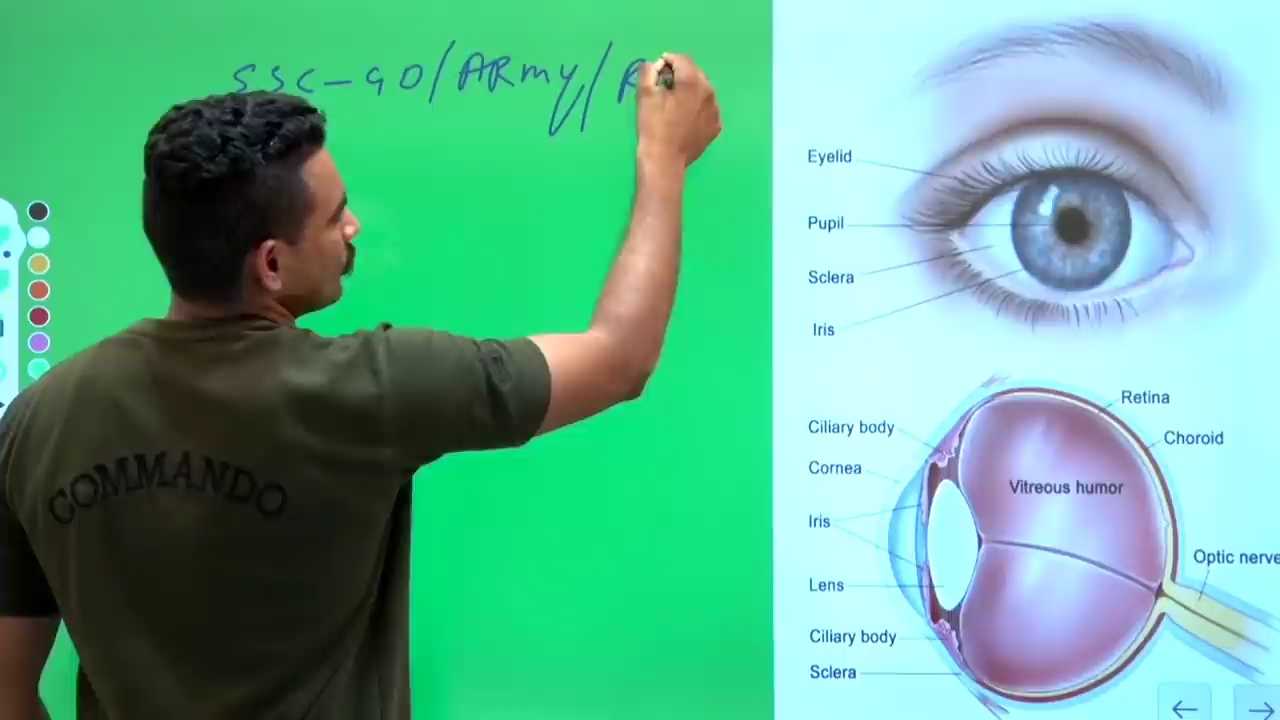 SSC-GD/ARMY/R
COMMANDO
Eyelid
Pupil
Sclera
Iris
Retina
Ciliary body
Choroid
Cornea
Vitreous humor
Iris
Optic nerve
Lens
Ciliary body
Sclera